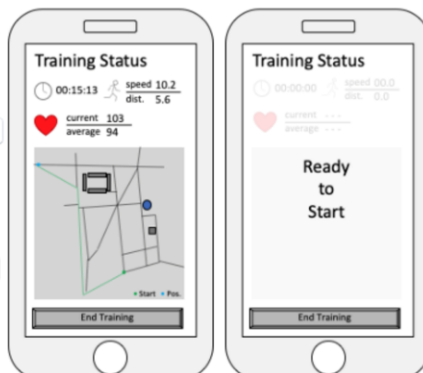 Training Status
00:15:13
speed 10.2
dist. 5.6
current 103
average 94
Start Pos.
End Training
Training Status
00:00:00
speed 00.0
dist. 0.0
current ---
average ---
Ready
to
Start
End Training